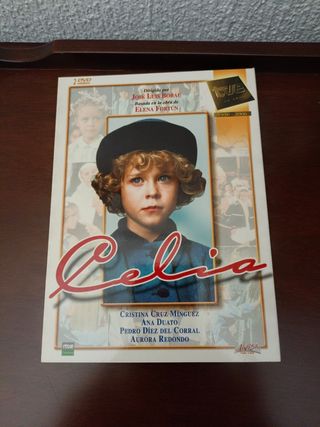 2 DVD
Dirigida por
JOSÉ LUIS BORAU
Basada en la obra de
ELENA FORTÚN
Celia
CRISTINA CRUZ MÍNGUEZ
ANA DUATO
PEDRO DÍEZ DEL CORRAL
AURORA REDONDO